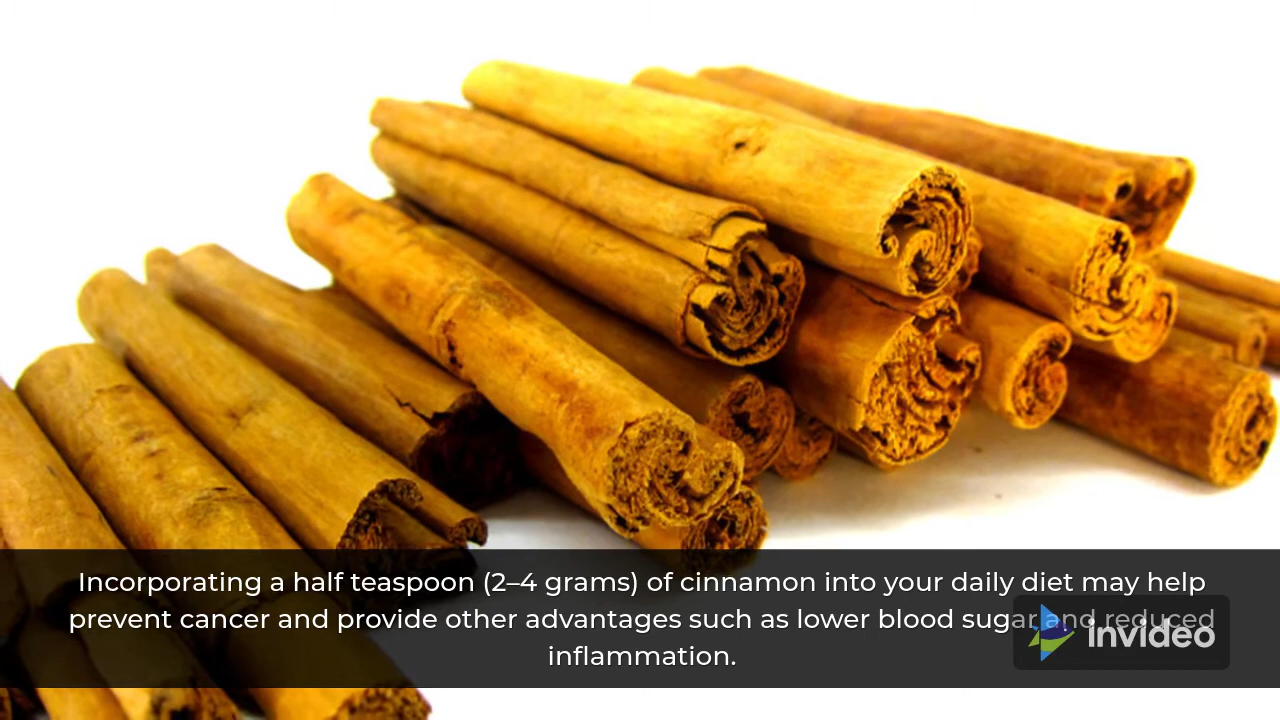 Incorporating a half teaspoon (2–4 grams) of cinnamon into your daily diet may help
prevent cancer and provide other advantages such as lower blood sugar and reduced
inflammation.
invideo